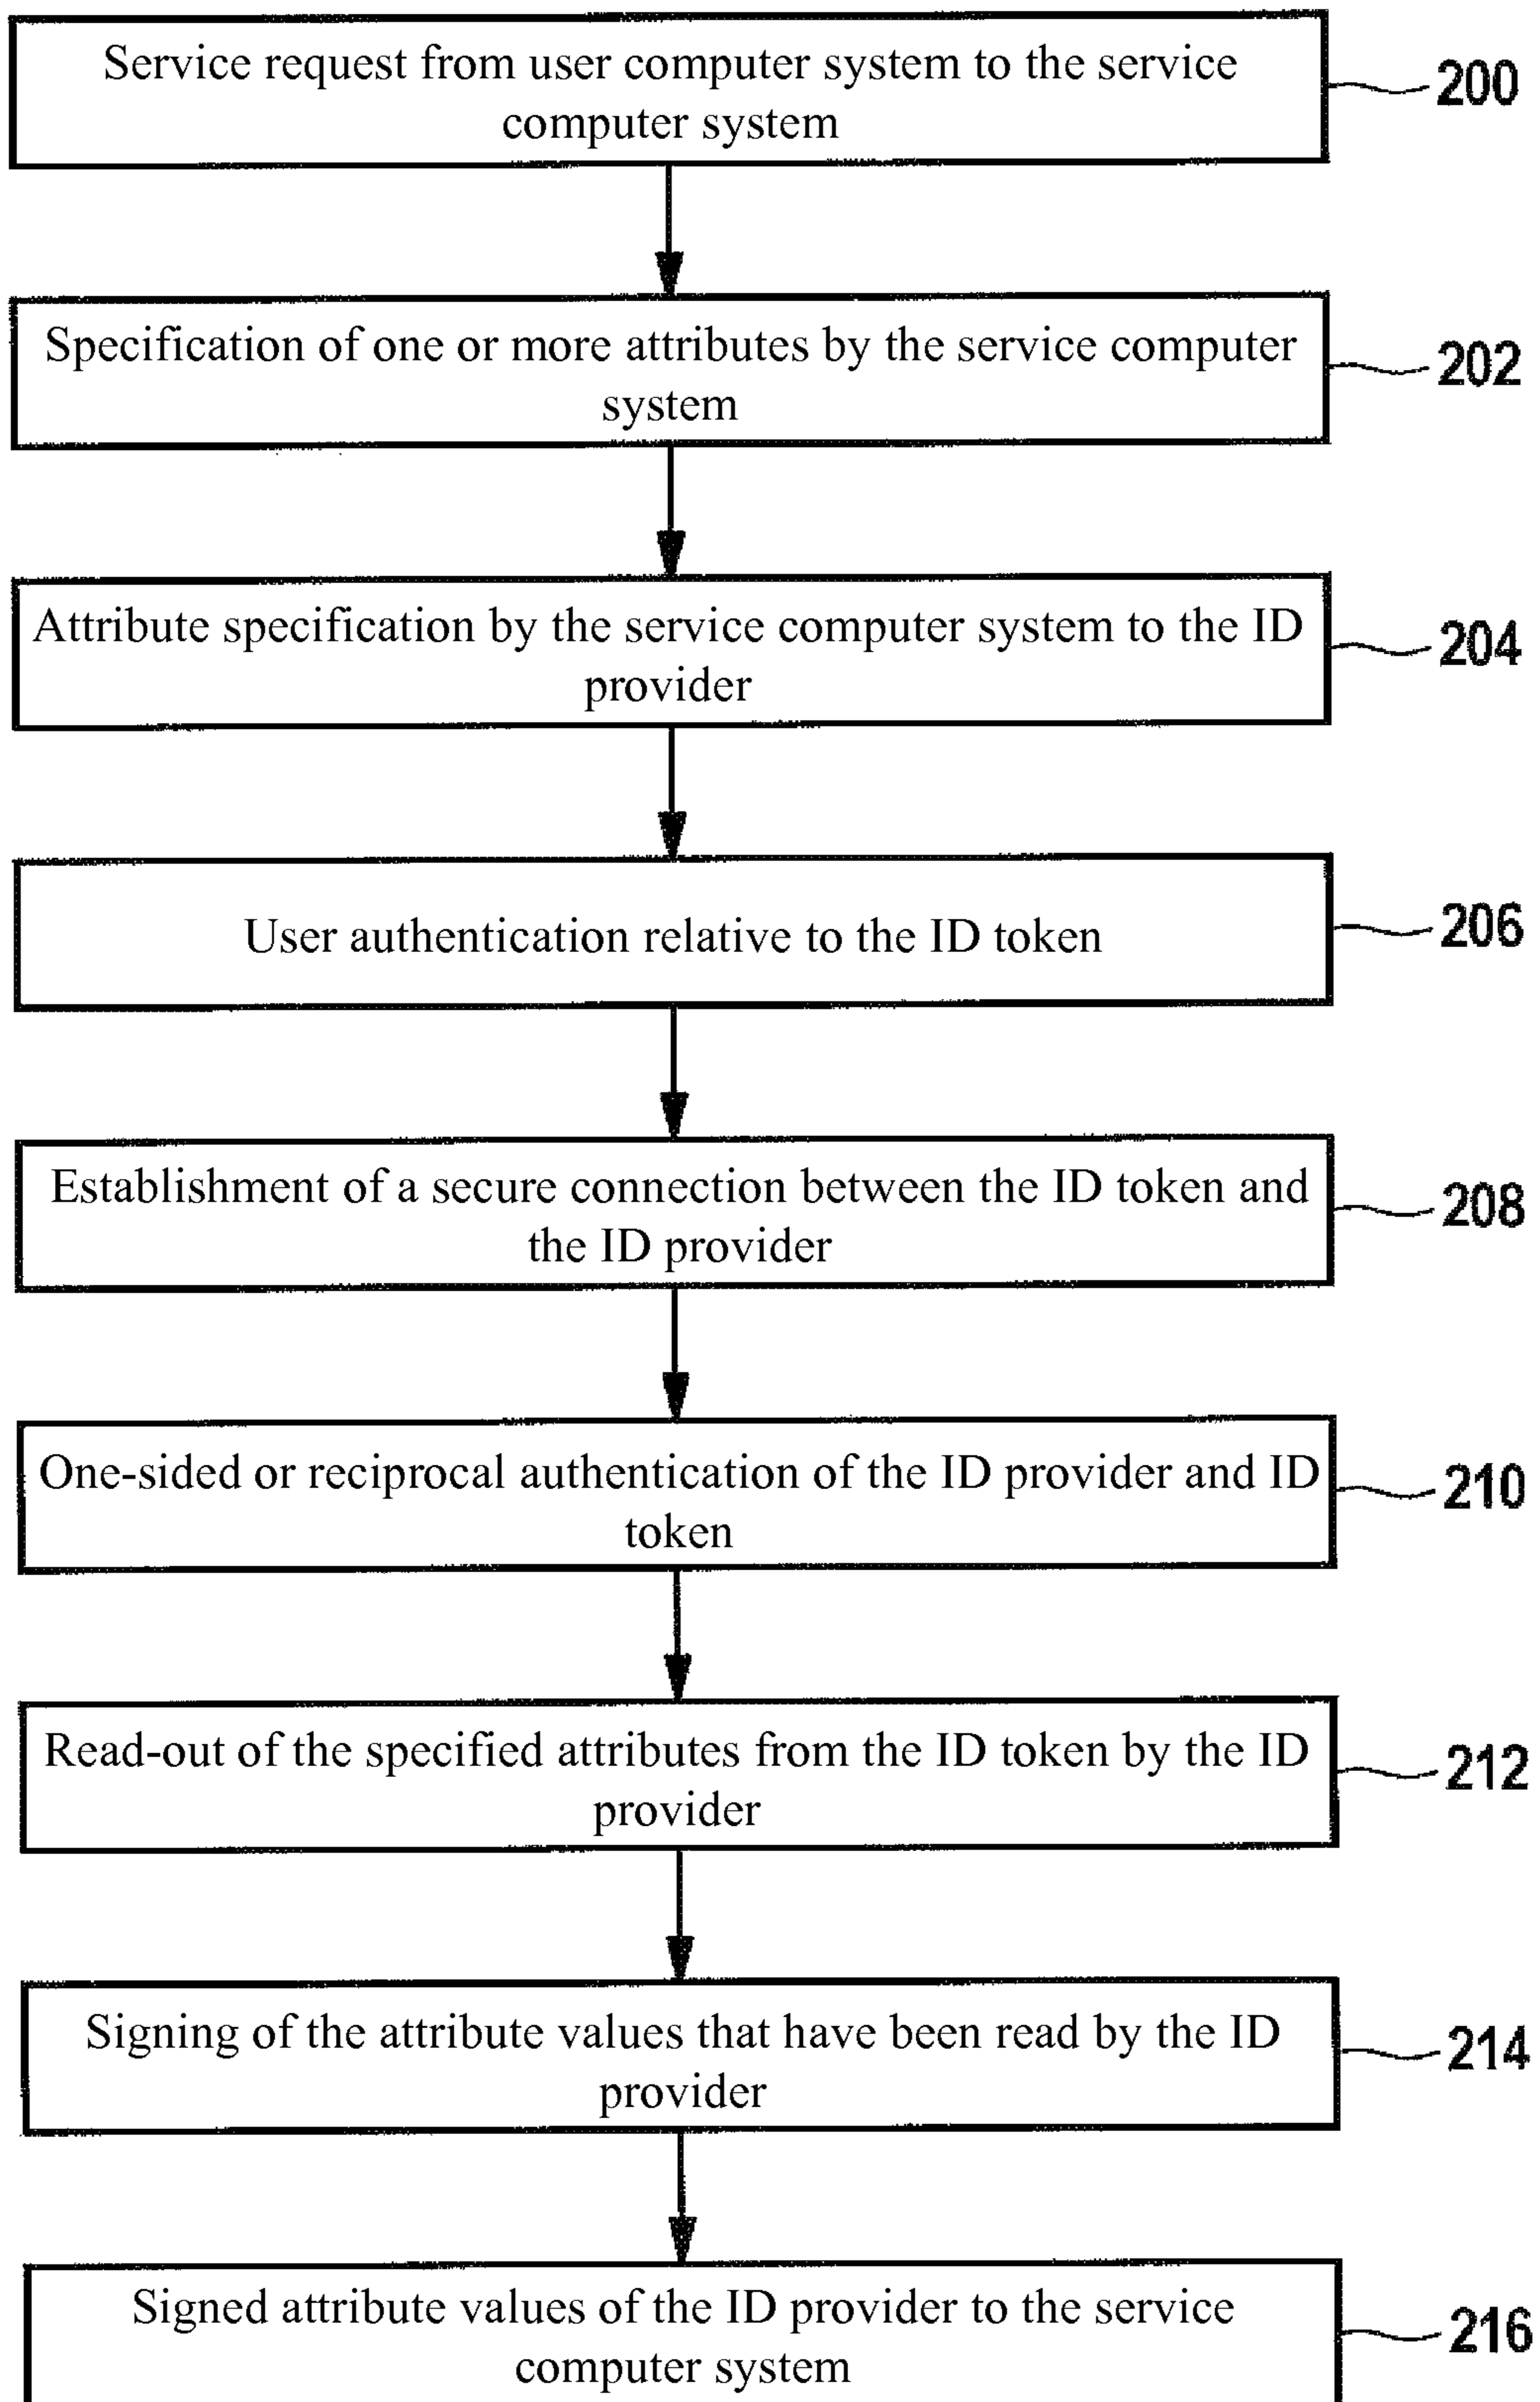 Service request from user computer system to the service
computer system
200
Specification of one or more attributes by the service computer
system
202
Attribute specification by the service computer system to the ID
provider
204
User authentication relative to the ID token
206
Establishment of a secure connection between the ID token and
the ID provider
208
One-sided or reciprocal authentication of the ID provider and ID
token
210
Read-out of the specified attributes from the ID token by the ID
provider
212
Signing of the attribute values that have been read by the ID
provider
214
Signed attribute values of the ID provider to the service
computer system
216